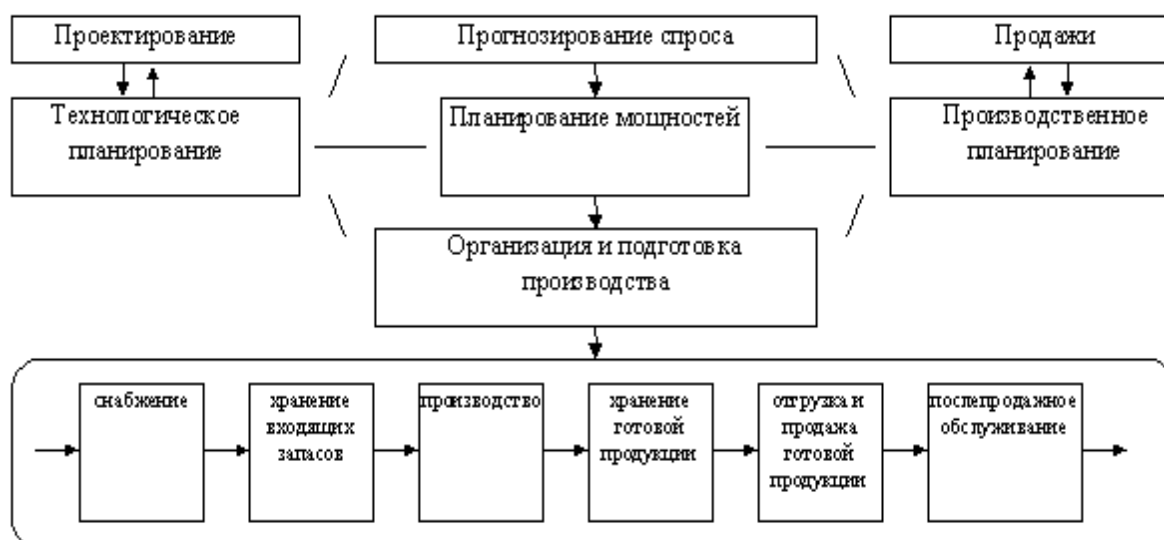 Проектирование
Прогнозирование спроса
Продажи
Технологическое
планирование
Планирование мощностей
Производственное
планирование
Организация и подготовка
производства
снабжение
хранение
входящих
запасов
производство
хранение
готовой
продукции
отгрузка и
продажа
готовой
продукции
послепродажное
обслуживание